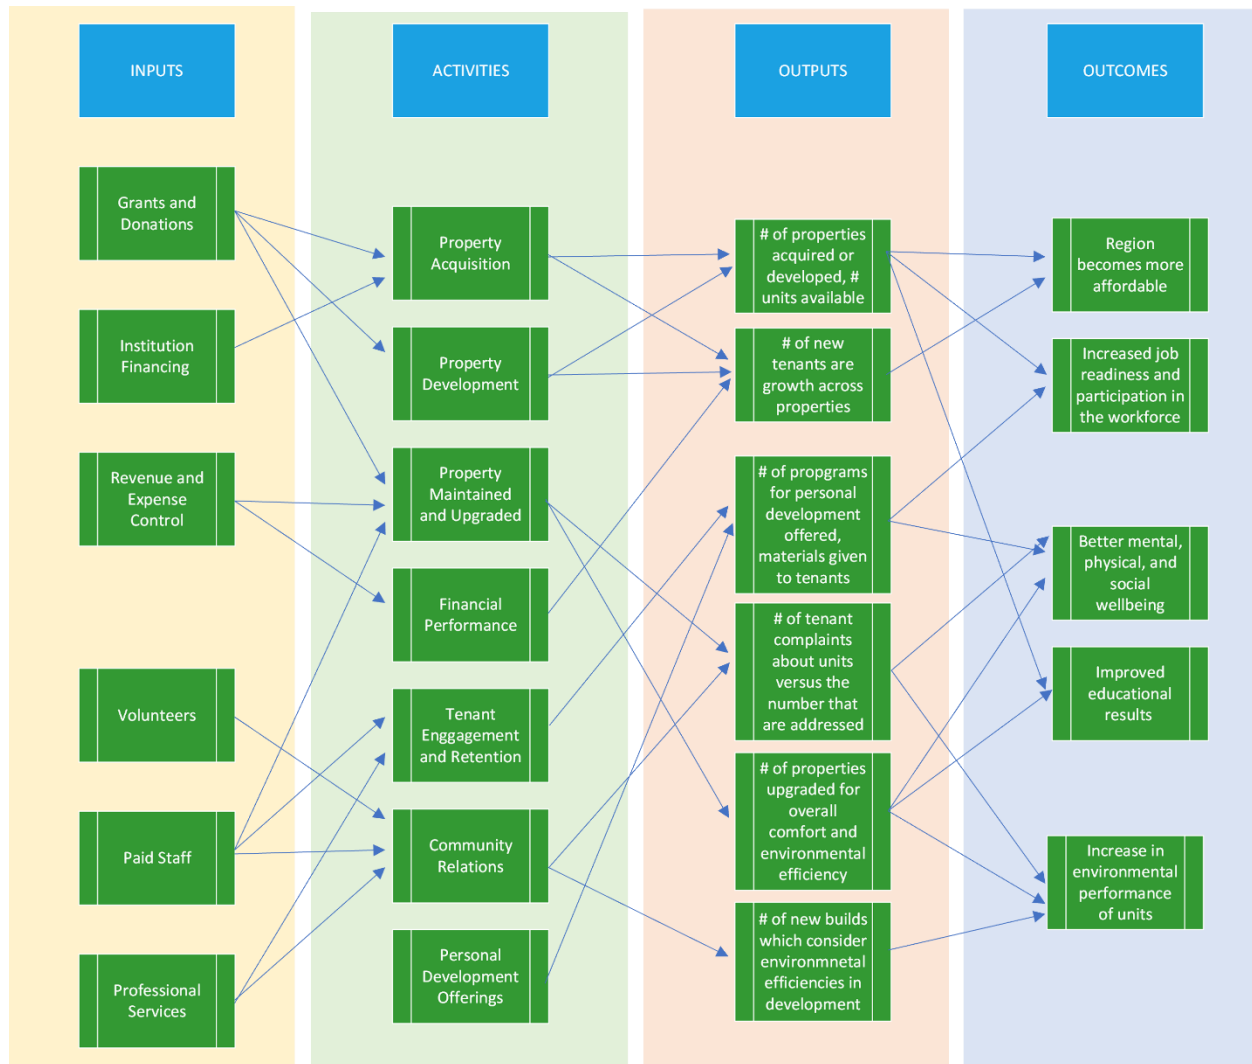 INPUTS
ACTIVITIES
OUTPUTS
OUTCOMES
Grants and
Donations
Institution
Financing
Revenue and
Expense
Control
Volunteers
Paid Staff
Professional
Services
Property
Acquisition
Property
Development
Property
Maintained
and Upgraded
Financial
Performance
Tenant
Enggagement
and Retention
Community
Relations
Personal
Development
Offerings
# of properties
acquired or
developed, #
units available
# of new
tenants are
growth across
properties
# of propgrams
for personal
development
offered,
materials given
to tenants
# of tenant
complaints
about units
versus the
number that
are addressed
# of properties
upgraded for
overall
comfort and
environmental
efficiency
# of new builds
which consider
environmnetal
efficiencies in
development
Region
becomes more
affordable
Increased job
readiness and
participation in
the workforce
Better mental,
physical, and
social
wellbeing
Improved
educational
results
Increase in
environmental
performance
of units